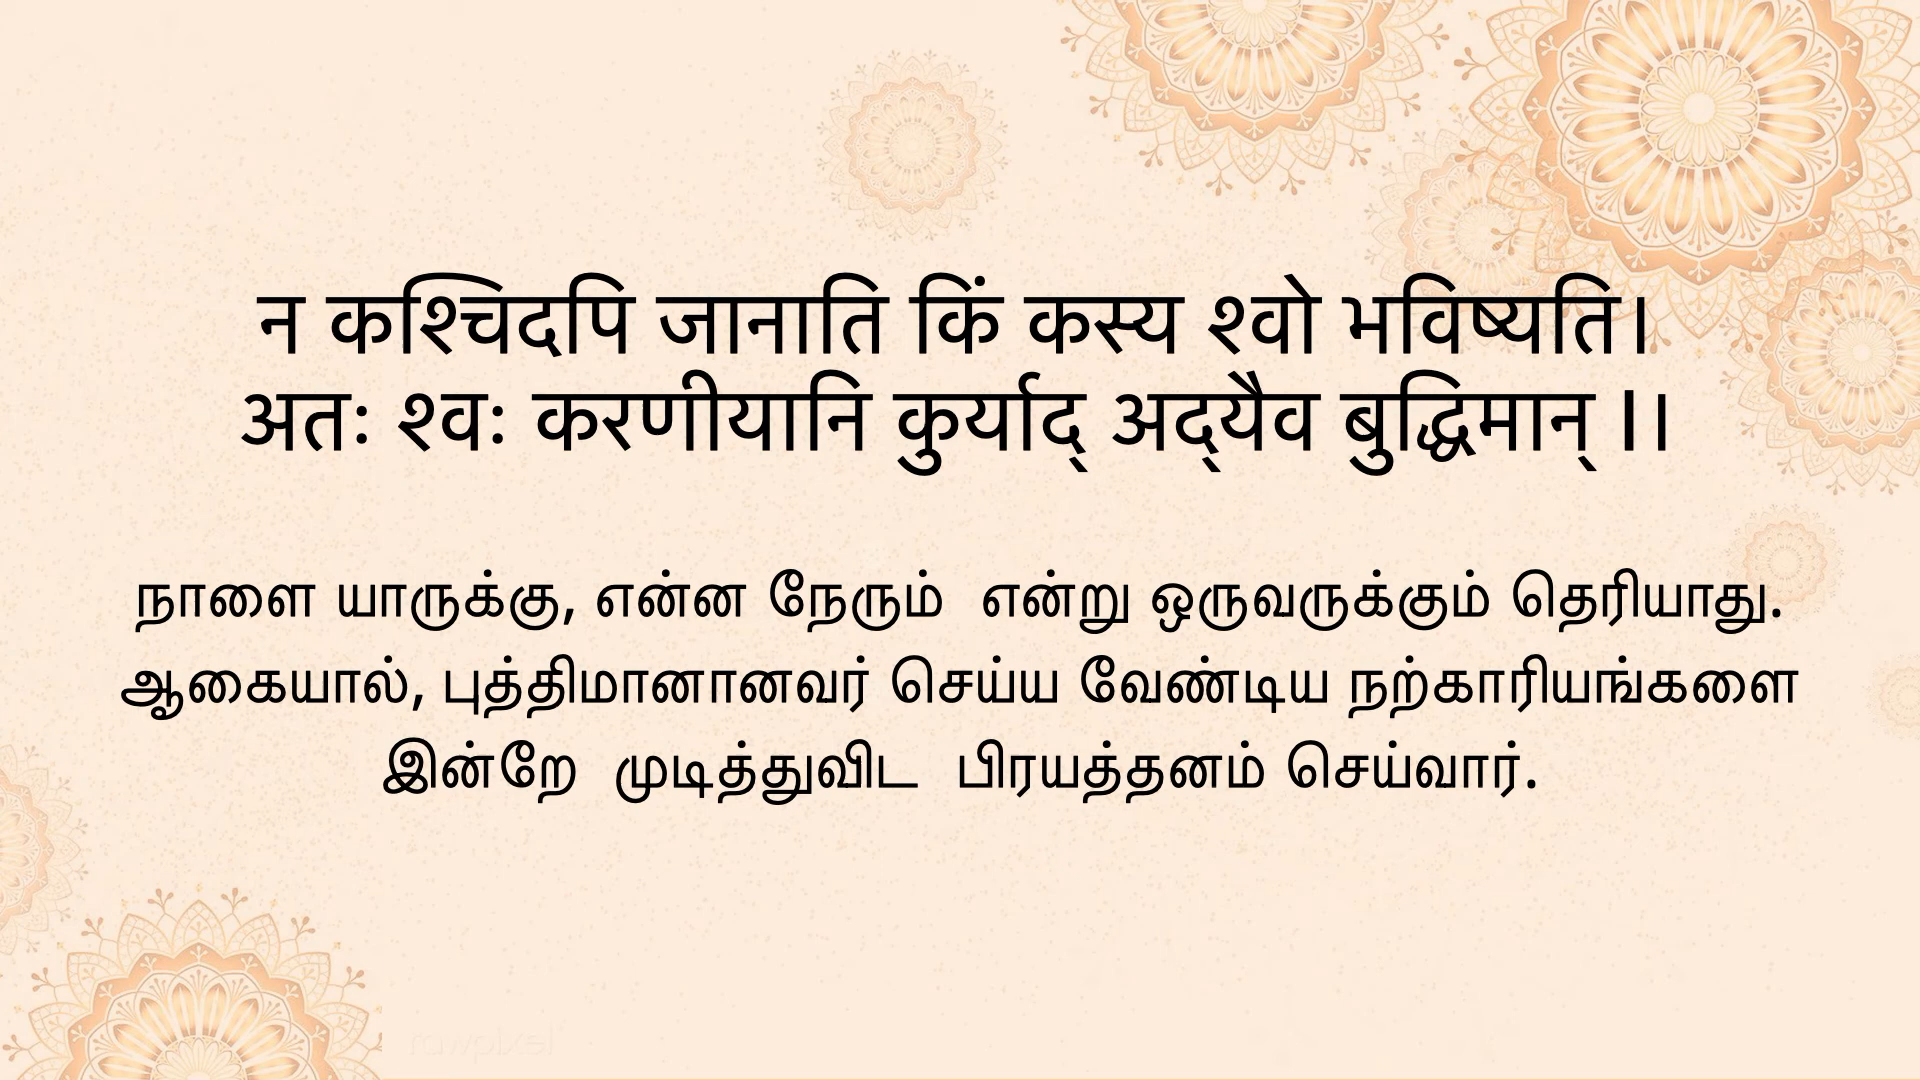 न कश्चिदपि जानाति किं कस्य श्वो भविष्यति।
अतः श्वः करणीयानि कुर्याद् अद्‌यैव बुद्धिमान् ।।
நாளை யாருக்கு, என்ன நேரும் என்று ஒருவருக்கும் தெரியாது.
ஆகையால், புத்திமானானவர் செய்ய வேண்டிய நற்காரியங்களை
இன்றே முடித்துவிட பிரயத்தனம் செய்வார்.
rawpixel